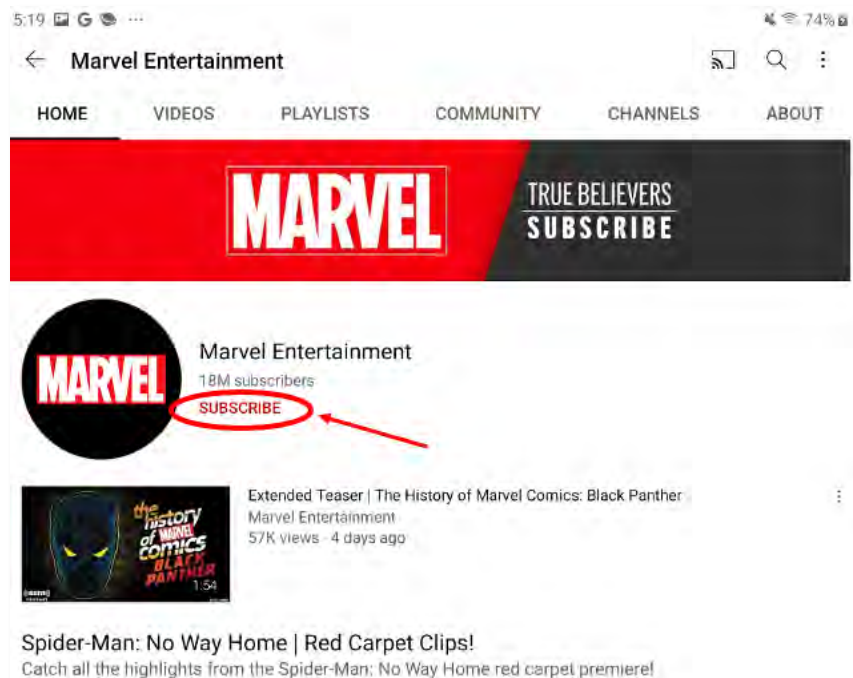 5:19 G ...
74%
Marvel Entertainment
HOME VIDEOS PLAYLISTS COMMUNITY CHANNELS ABOUT
MARVEL
TRUE BELIEVERS
SUBSCRIBE
MARVEL
Marvel Entertainment
18M subscribers
SUBSCRIBE
the
history
of MARVEL
comics
BLACK
PANTHER
1:54
Extended Teaser | The History of Marvel Comics: Black Panther
Marvel Entertainment
57K views · 4 days ago
Spider-Man: No Way Home | Red Carpet Clips!
Catch all the highlights from the Spider-Man: No Way Home red carpet premiere!